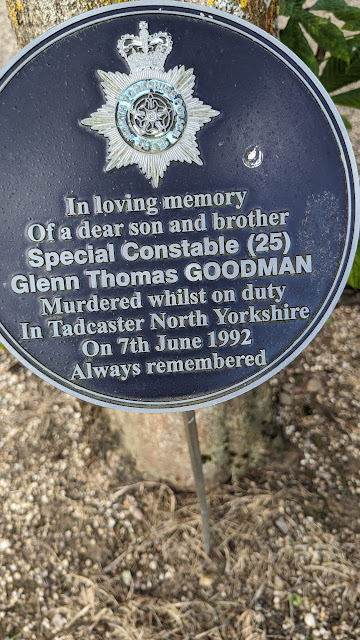 In loving memory
Of a dear son and brother
Special Constable (25)
Glenn Thomas GOODMAN
Murdered whilst on duty
In Tadcaster North Yorkshire
On 7th June 1992
Always remembered